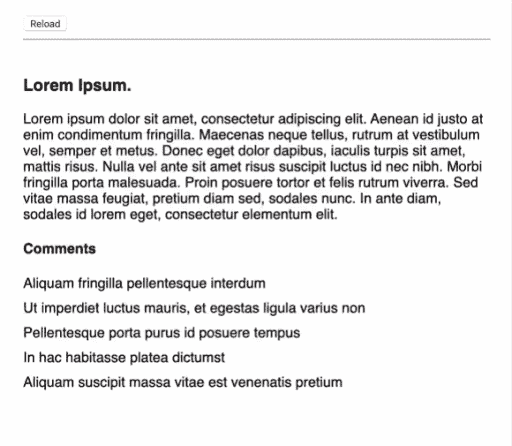 Reload
Lorem Ipsum.
Lorem ipsum dolor sit amet, consectetur adipiscing elit. Aenean id justo at
enim condimentum fringilla. Maecenas neque tellus, rutrum at vestibulum
vel, semper et metus. Donec eget dolor dapibus, iaculis turpis sit amet,
mattis risus. Nulla vel ante sit amet risus suscipit luctus id nec nibh. Morbi
fringilla porta malesuada. Proin posuere tortor et felis rutrum viverra. Sed
vitae massa feugiat, pretium diam sed, sodales nunc. In ante diam,
sodales id lorem eget, consectetur elementum elit.
Comments
Aliquam fringilla pellentesque interdum
Ut imperdiet luctus mauris, et egestas ligula varius non
Pellentesque porta purus id posuere tempus
In hac habitasse platea dictumst
Aliquam suscipit massa vitae est venenatis pretium